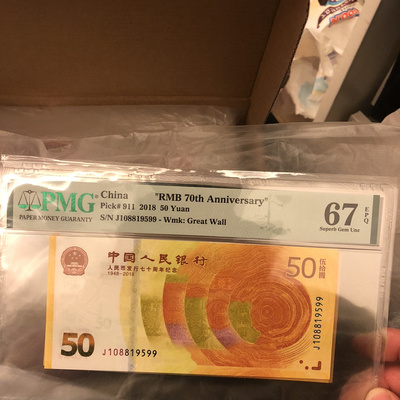 PMG
PAPER MONEY GUARANTY
China "RMB 70th Anniversary"
Pick# 911 2018 50 Yuan
S/N J108819599 - Wmk: Great Wall
67 EPQ
Superb Gem Unc
中国人民银行
人民币发行七十周年纪念
1948-2018
50 伍拾圆
50
J108819599
J108819599